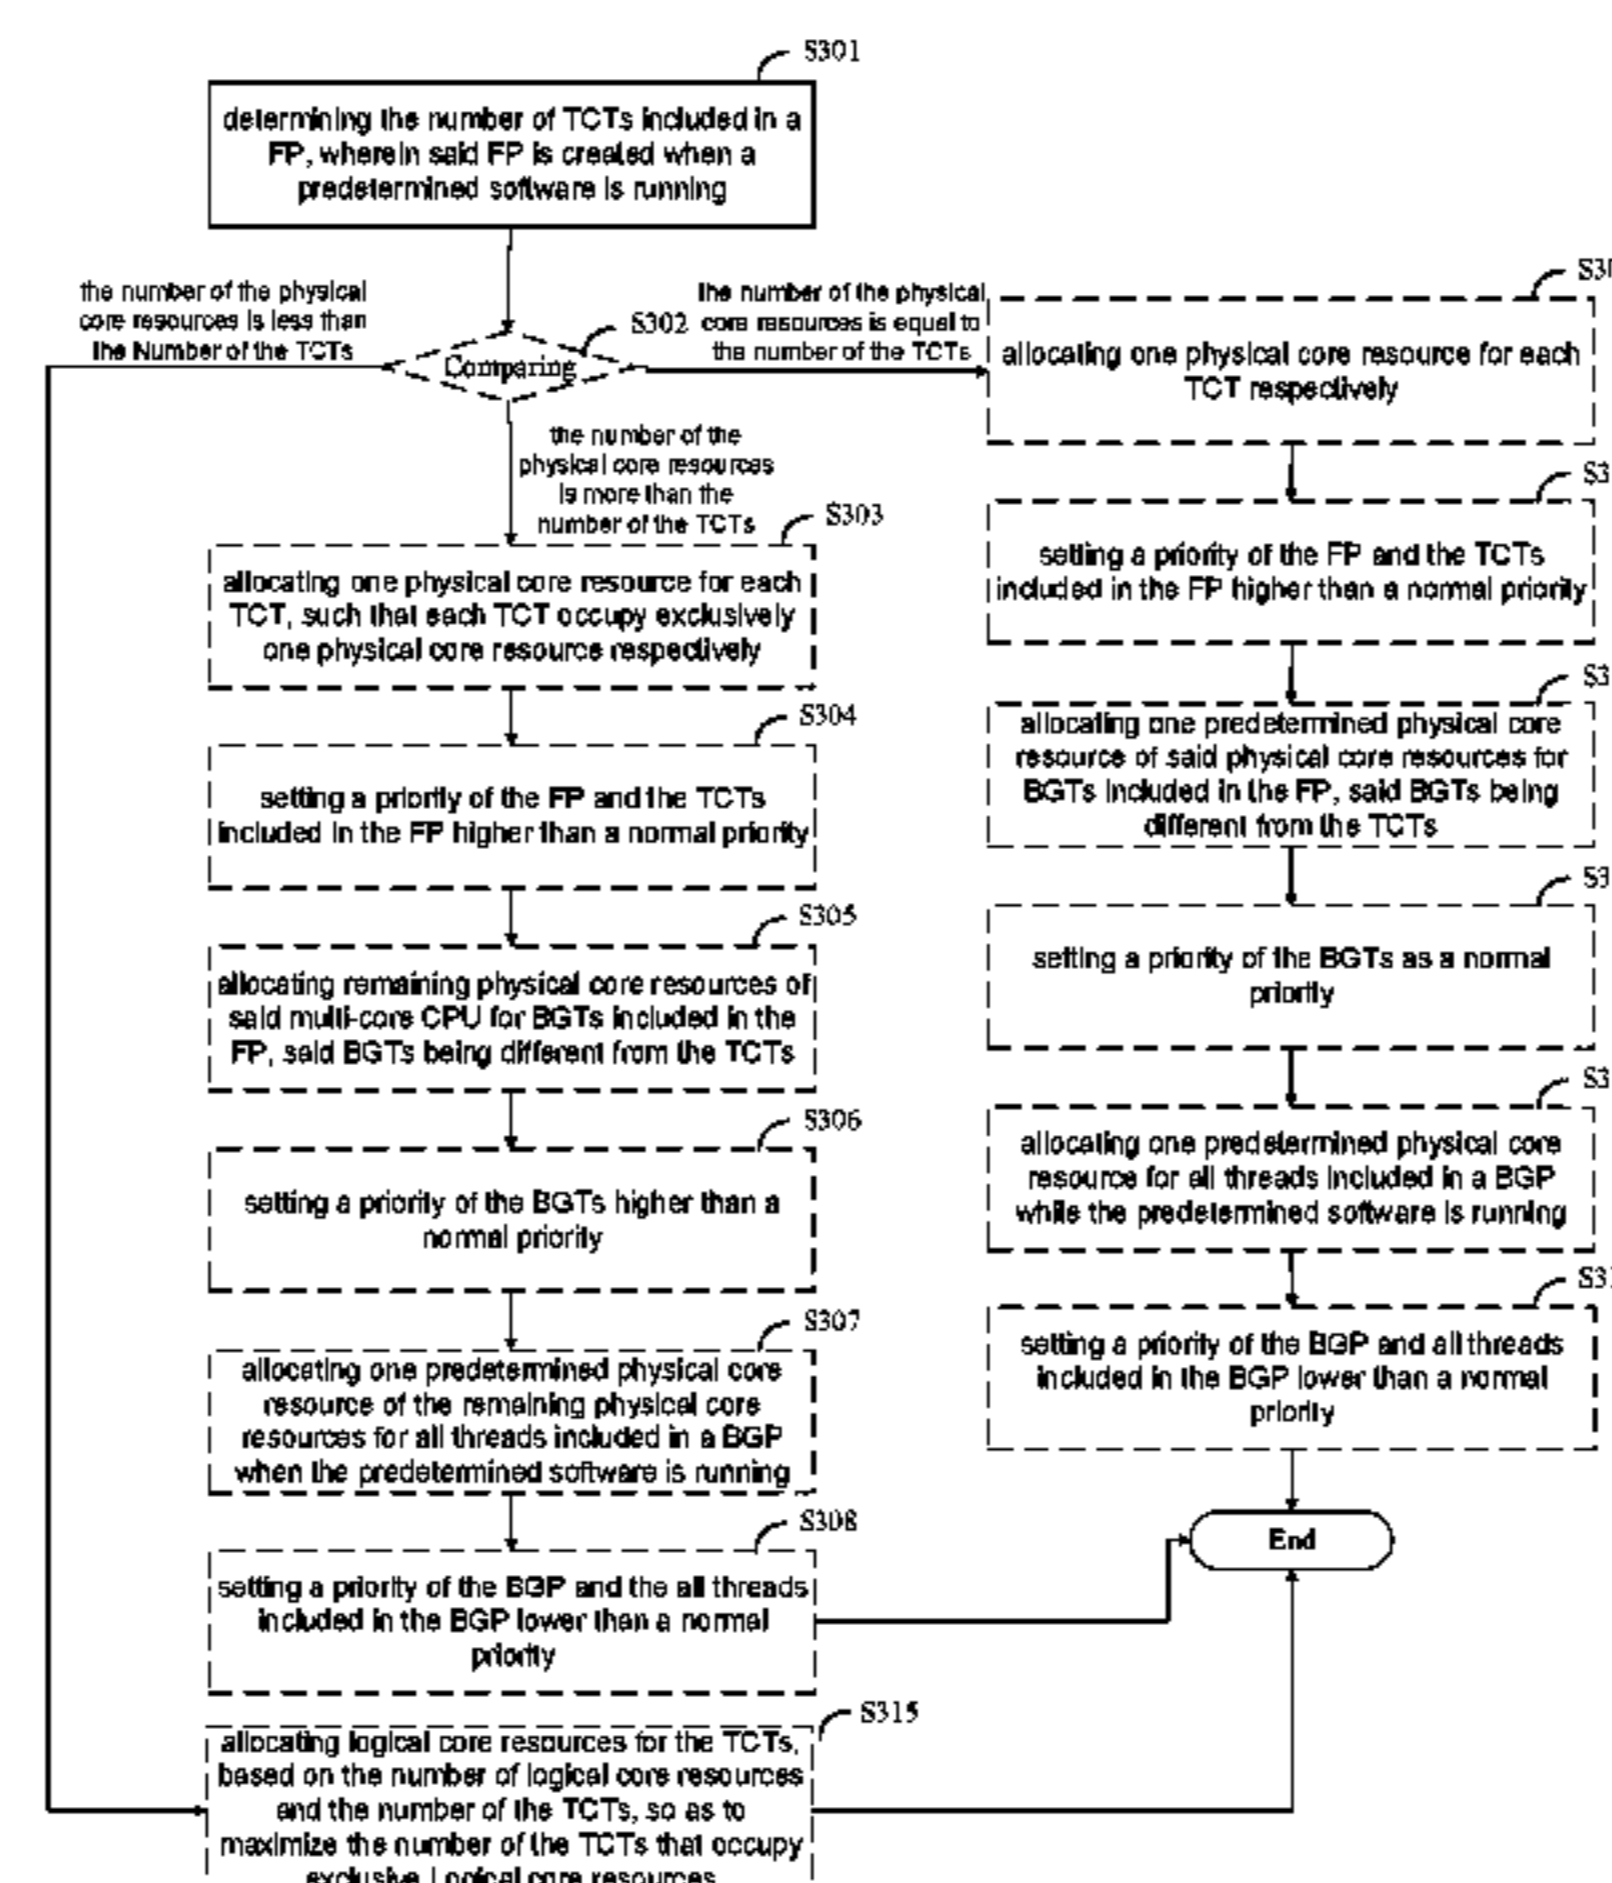 S301
determining the number of TCTs included in a
FP, wherein said FP is created when a
predetermined software is running
the number of the physical
core resources is less than
the Number of the TCTs
S302
Comparing
the number of the physical
core resources is equal to
the number of the TCTs
the number of the
physical core resources
is more than the
number of the TCTs
S303
allocating one physical core resource for each
TCT, such that each TCT occupy exclusively
one physical core resource respectively
S304
setting a priority of the FP and the TCTs
included in the FP higher than a normal priority
S305
allocating remaining physical core resources of
said multi-core CPU for BGTs included in the
FP, said BGTs being different from the TCTs
S306
setting a priority of the BGTs higher than a
normal priority
S307
allocating one predetermined physical core
resource of the remaining physical core
resources for all threads included in a BGP
when the predetermined software is running
S308
setting a priority of the BGP and the all threads
included in the BGP lower than a normal
priority
S315
allocating logical core resources for the TCTs,
based on the number of logical core resources
and the number of the TCTs, so as to
maximize the number of the TCTs that occupy
exclusive Logical core resources
allocating one physical core resource for each
TCT respectively
setting a priority of the FP and the TCTs
included in the FP higher than a normal priority
allocating one predetermined physical core
resource of said physical core resources for
BGTs included in the FP, said BGTs being
different from the TCTs
setting a priority of the BGTs as a normal
priority
allocating one predetermined physical core
resource for all threads included in a BGP
while the predetermined software is running
setting a priority of the BGP and all threads
included in the BGP lower than a normal
priority
End